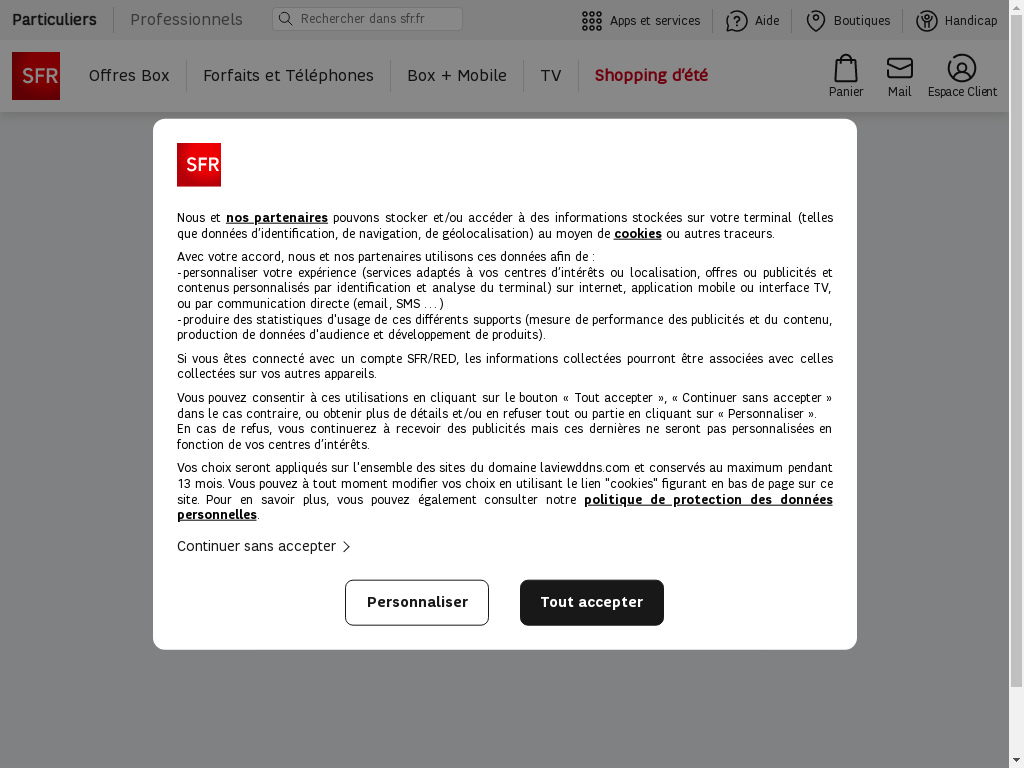 Particuliers
Professionnels
Rechercher dans sfr.fr
Apps et services
Aide
Boutiques
Handicap
SFR
Offres Box
Forfaits et Téléphones
Box + Mobile
TV
Shopping d'été
Panier
Mail
Espace Client
SFR
Nous et nos partenaires pouvons stocker et/ou accéder à des informations stockées sur votre terminal (telles
que données d'identification, de navigation, de géolocalisation) au moyen de cookies ou autres traceurs.
Avec votre accord, nous et nos partenaires utilisons ces données afin de :
-personnaliser votre expérience (services adaptés à vos centres d'intérêts ou localisation, offres ou publicités et
contenus personnalisés par identification et analyse du terminal) sur internet, application mobile ou interface TV,
ou par communication directe (email, SMS ...)
-produire des statistiques d'usage de ces différents supports (mesure de performance des publicités et du contenu,
production de données d'audience et développement de produits).
Si vous êtes connecté avec un compte SFR/RED, les informations collectées pourront être associées avec celles
collectées sur vos autres appareils.
Vous pouvez consentir à ces utilisations en cliquant sur le bouton « Tout accepter », « Continuer sans accepter »
dans le cas contraire, ou obtenir plus de détails et/ou en refuser tout ou partie en cliquant sur « Personnaliser ».
En cas de refus, vous continuerez à recevoir des publicités mais ces dernières ne seront pas personnalisées en
fonction de vos centres d'intérêts.
Vos choix seront appliqués sur l'ensemble des sites du domaine laviewddns.com et conservés au maximum pendant
13 mois. Vous pouvez à tout moment modifier vos choix en utilisant le lien "cookies" figurant en bas de page sur ce
site. Pour en savoir plus, vous pouvez également consulter notre politique de protection des données
personnelles.
Continuer sans accepter
Personnaliser
Tout accepter